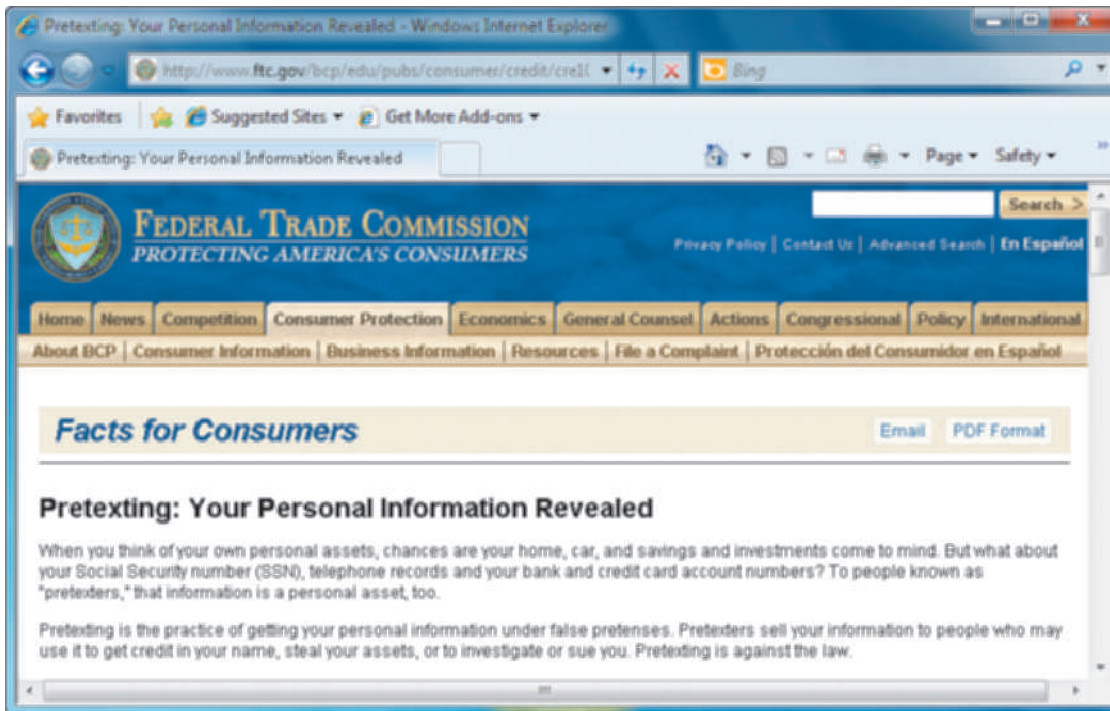 Pretexting: Your Personal Information Revealed - Windows Internet Explorer
http://www.ftc.gov/bcp/edu/pubs/consumer/credit/
Bing
Favorites Suggested Sites Get More Add-ons
Pretexting: Your Personal Information Revealed Page Safety
FEDERAL TRADE COMMISSION
PROTECTING AMERICA'S CONSUMERS
Search >
Privacy Policy | Contact Us | Advanced Search | En Español
Home News Competition Consumer Protection Economics General Counsel Actions Congressional Policy International
About BCP | Consumer Information | Business Information | Resources | File a Complaint | Protección del Consumidor en Español
Facts for Consumers Email PDF Format
Pretexting: Your Personal Information Revealed
When you think of your own personal assets, chances are your home, car, and savings and investments come to mind. But what about
your Social Security number (SSN), telephone records and your bank and credit card account numbers? To people known as
"pretexters," that information is a personal asset, too.
Pretexting is the practice of getting your personal information under false pretenses. Pretexters sell your information to people who may
use it to get credit in your name, steal your assets, or to investigate or sue you. Pretexting is against the law.